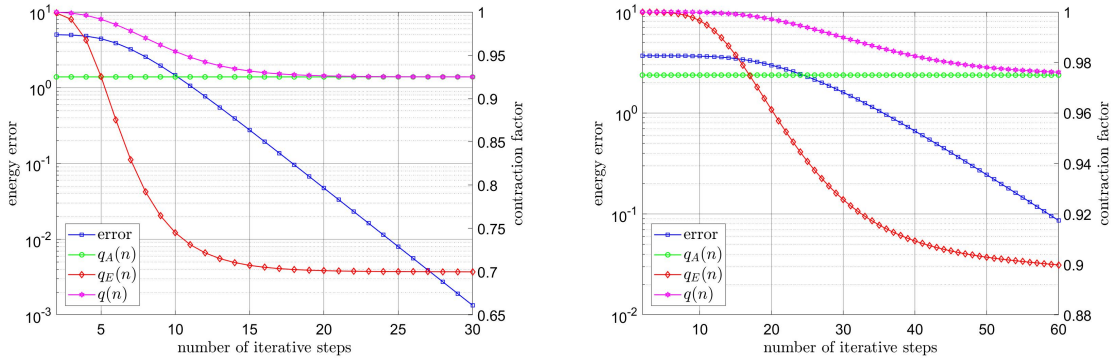 10^1
10^0
10^-1
10^-2
10^-3
energy error
1
0.95
0.9
0.85
0.8
0.75
0.7
0.65
contraction factor
5 10 15 20 25 30
number of iterative steps
error
q_A(n)
q_E(n)
q(n)
10^1
10^0
10^-1
10^-2
energy error
1
0.98
0.96
0.94
0.92
0.9
0.88
contraction factor
10 20 30 40 50 60
number of iterative steps
error
q_A(n)
q_E(n)
q(n)